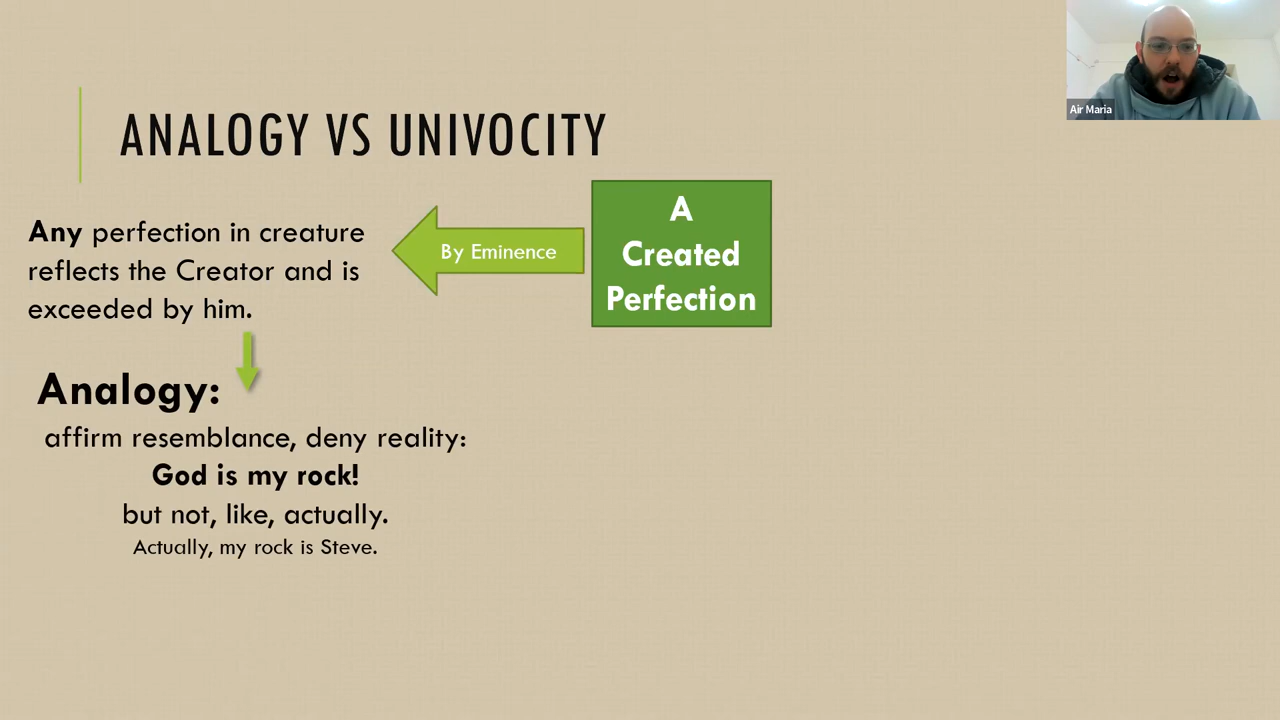 Air Maria
ANALOGY VS UNIVOCITY
Any perfection in creature
reflects the Creator and is
exceeded by him.
By Eminence
A
Created
Perfection
Analogy:
affirm resemblance, deny reality:
God is my rock!
but not, like, actually.
Actually, my rock is Steve.